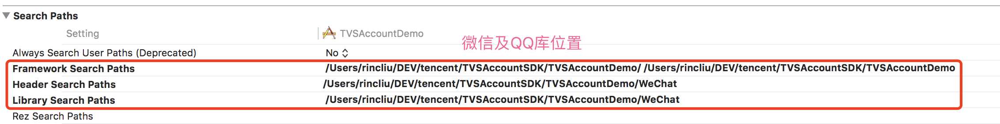 Search Paths
Setting TVSAccountDemo
微信及QQ库位置
Always Search User Paths (Deprecated) No
Framework Search Paths /Users/rincliu/DEV/tencent/TVSAccountSDK/TVSAccountDemo/ /Users/rincliu/DEV/tencent/TVSAccountSDK/TVSAccountDemo
Header Search Paths /Users/rincliu/DEV/tencent/TVSAccountSDK/TVSAccountDemo/WeChat
Library Search Paths /Users/rincliu/DEV/tencent/TVSAccountSDK/TVSAccountDemo/WeChat
Rez Search Paths